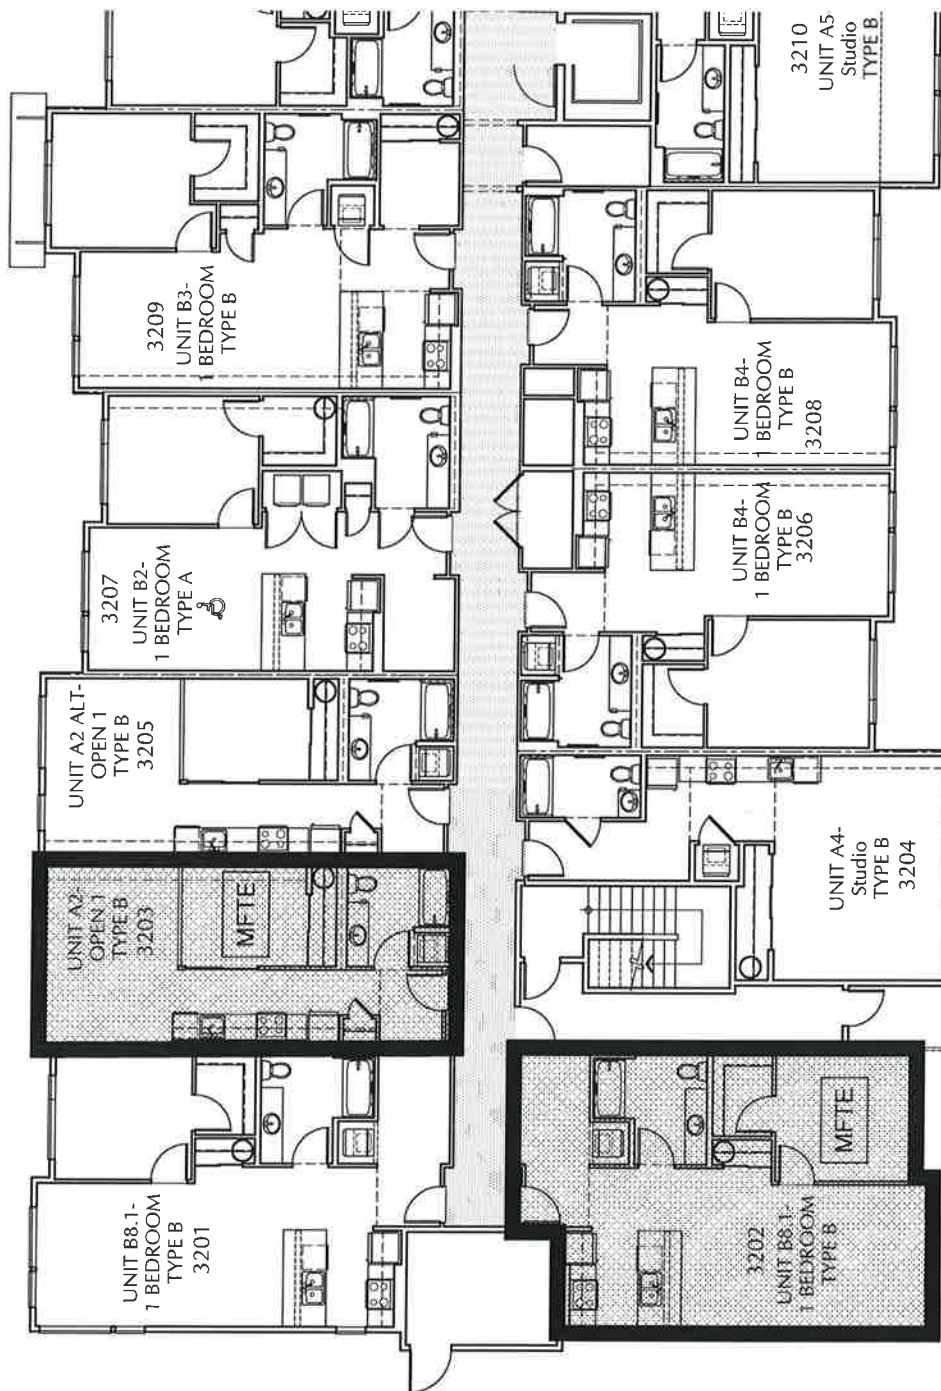 3210
UNIT A5-
Studio
TYPE B
3209
UNIT B3-
1 BEDROOM
TYPE B
UNIT B4-
1 BEDROOM
TYPE B
3208
3207
UNIT B2-
1 BEDROOM
TYPE A
UNIT B4-
1 BEDROOM
TYPE B
3206
UNIT A2 ALT-
OPEN 1
TYPE B
3205
UNIT A4-
Studio
TYPE B
3204
UNIT A2-
OPEN 1
TYPE B
3203
MFTE
UNIT B8.1-
1 BEDROOM
TYPE B
3201
3202
UNIT B8.1-
1 BEDROOM
TYPE B
MFTE